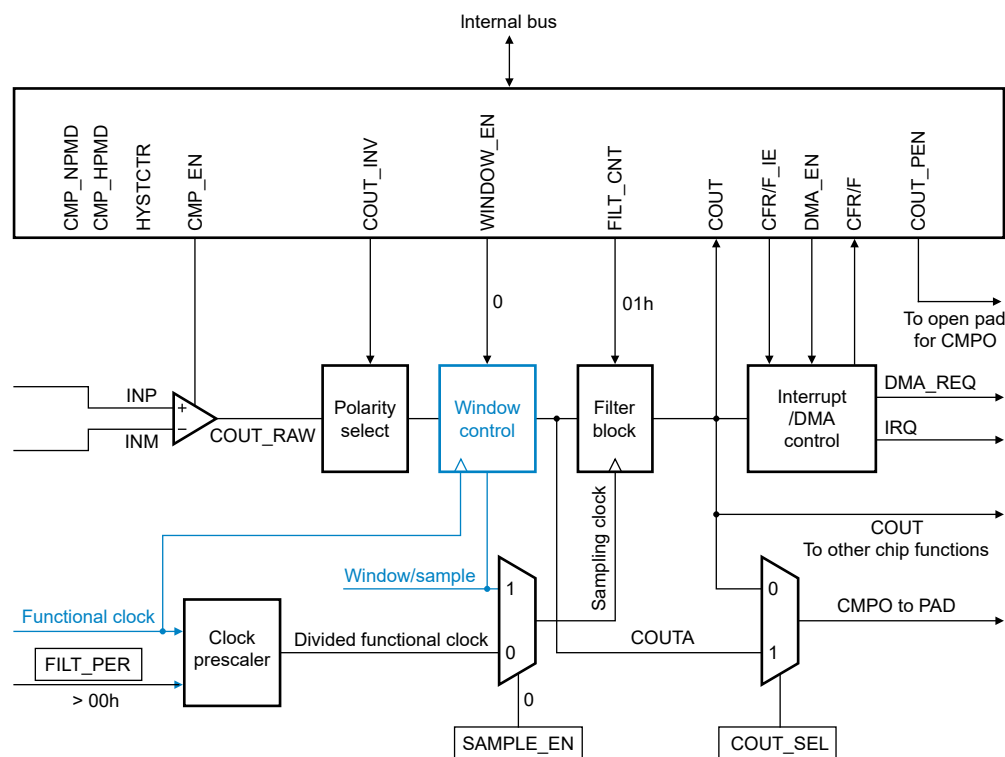 Internal bus
CMP_NPMD
CMP_HPMD
HYSTCTR
CMP_EN
COUT_INV
WINDOW_EN
FILT_CNT
COUT
CFR/F_IE
DMA_EN
CFR/F
COUT_PEN
0
01h
To open pad
for CMPO
INP
+
INM
−
COUT_RAW
Polarity
select
Window
control
Filter
block
Interrupt
/DMA
control
DMA_REQ
IRQ
Sampling clock
COUT
To other chip functions
Window/sample
1
0
CMPO to PAD
Functional clock
Clock
prescaler
Divided functional clock
0
COUTA
1
FILT_PER
> 00h
0
SAMPLE_EN
COUT_SEL